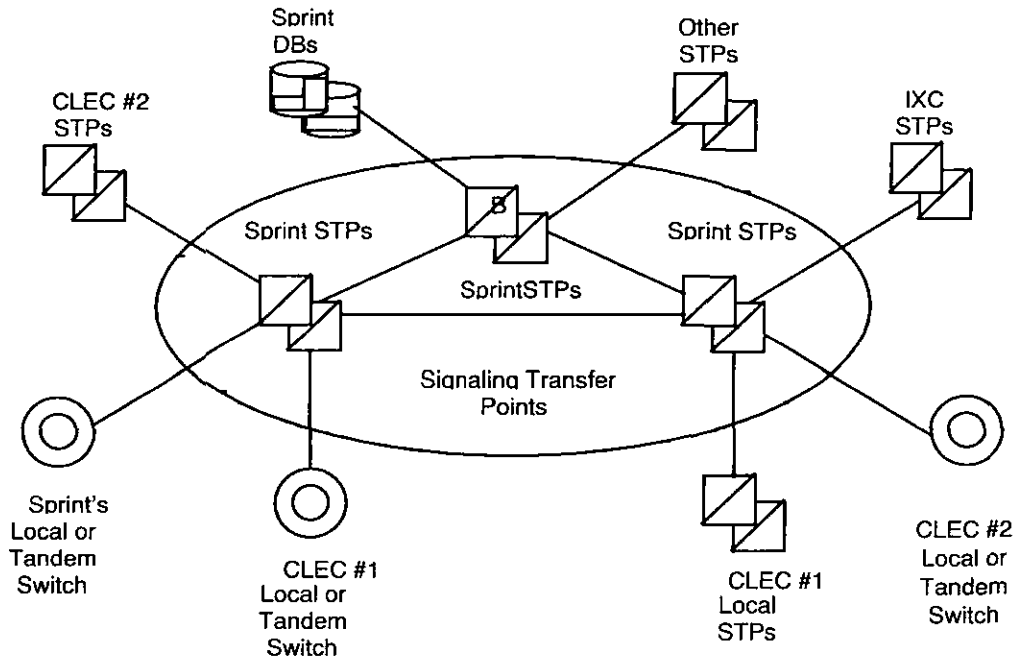 Sprint
DBs
Other
STPs
CLEC #2
STPs
IXC
STPs
B
Sprint STPs
Sprint STPs
SprintSTPs
Signaling Transfer
Points
Sprint's
Local or
Tandem
Switch
CLEC #1
Local or
Tandem
Switch
CLEC #1
Local
STPs
CLEC #2
Local or
Tandem
Switch